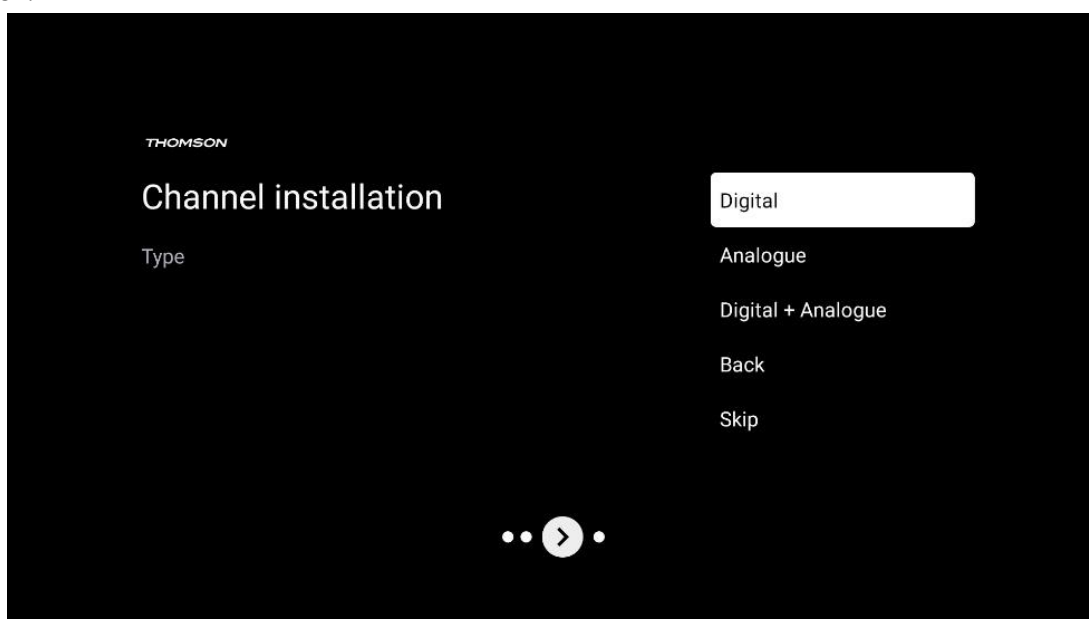 THOMSON
Channel installation
Type
Digital
Analogue
Digital + Analogue
Back
Skip